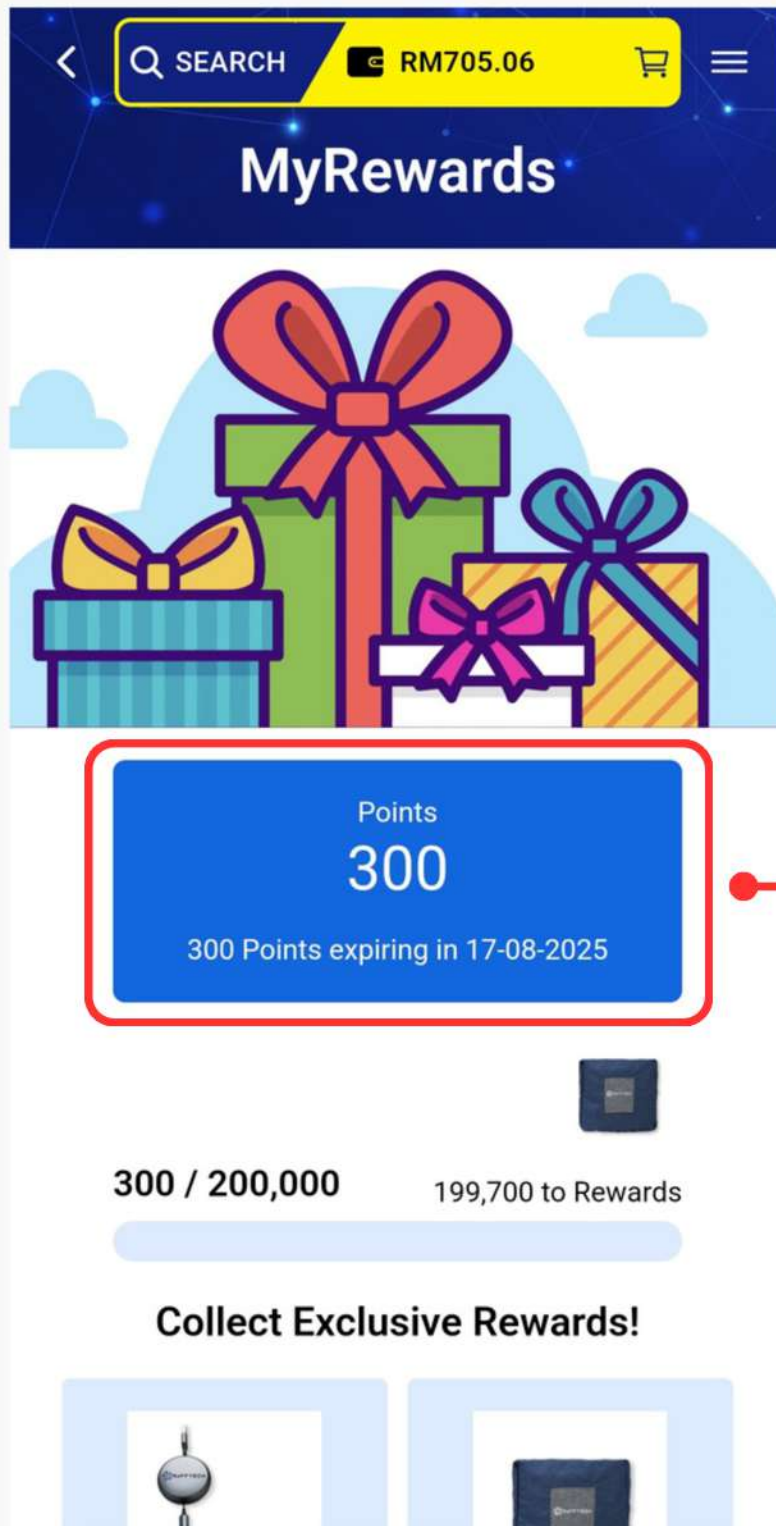 SEARCH
RM705.06
MyRewards
Points
300
300 Points expiring in 17-08-2025
300 / 200,000
199,700 to Rewards
Collect Exclusive Rewards!